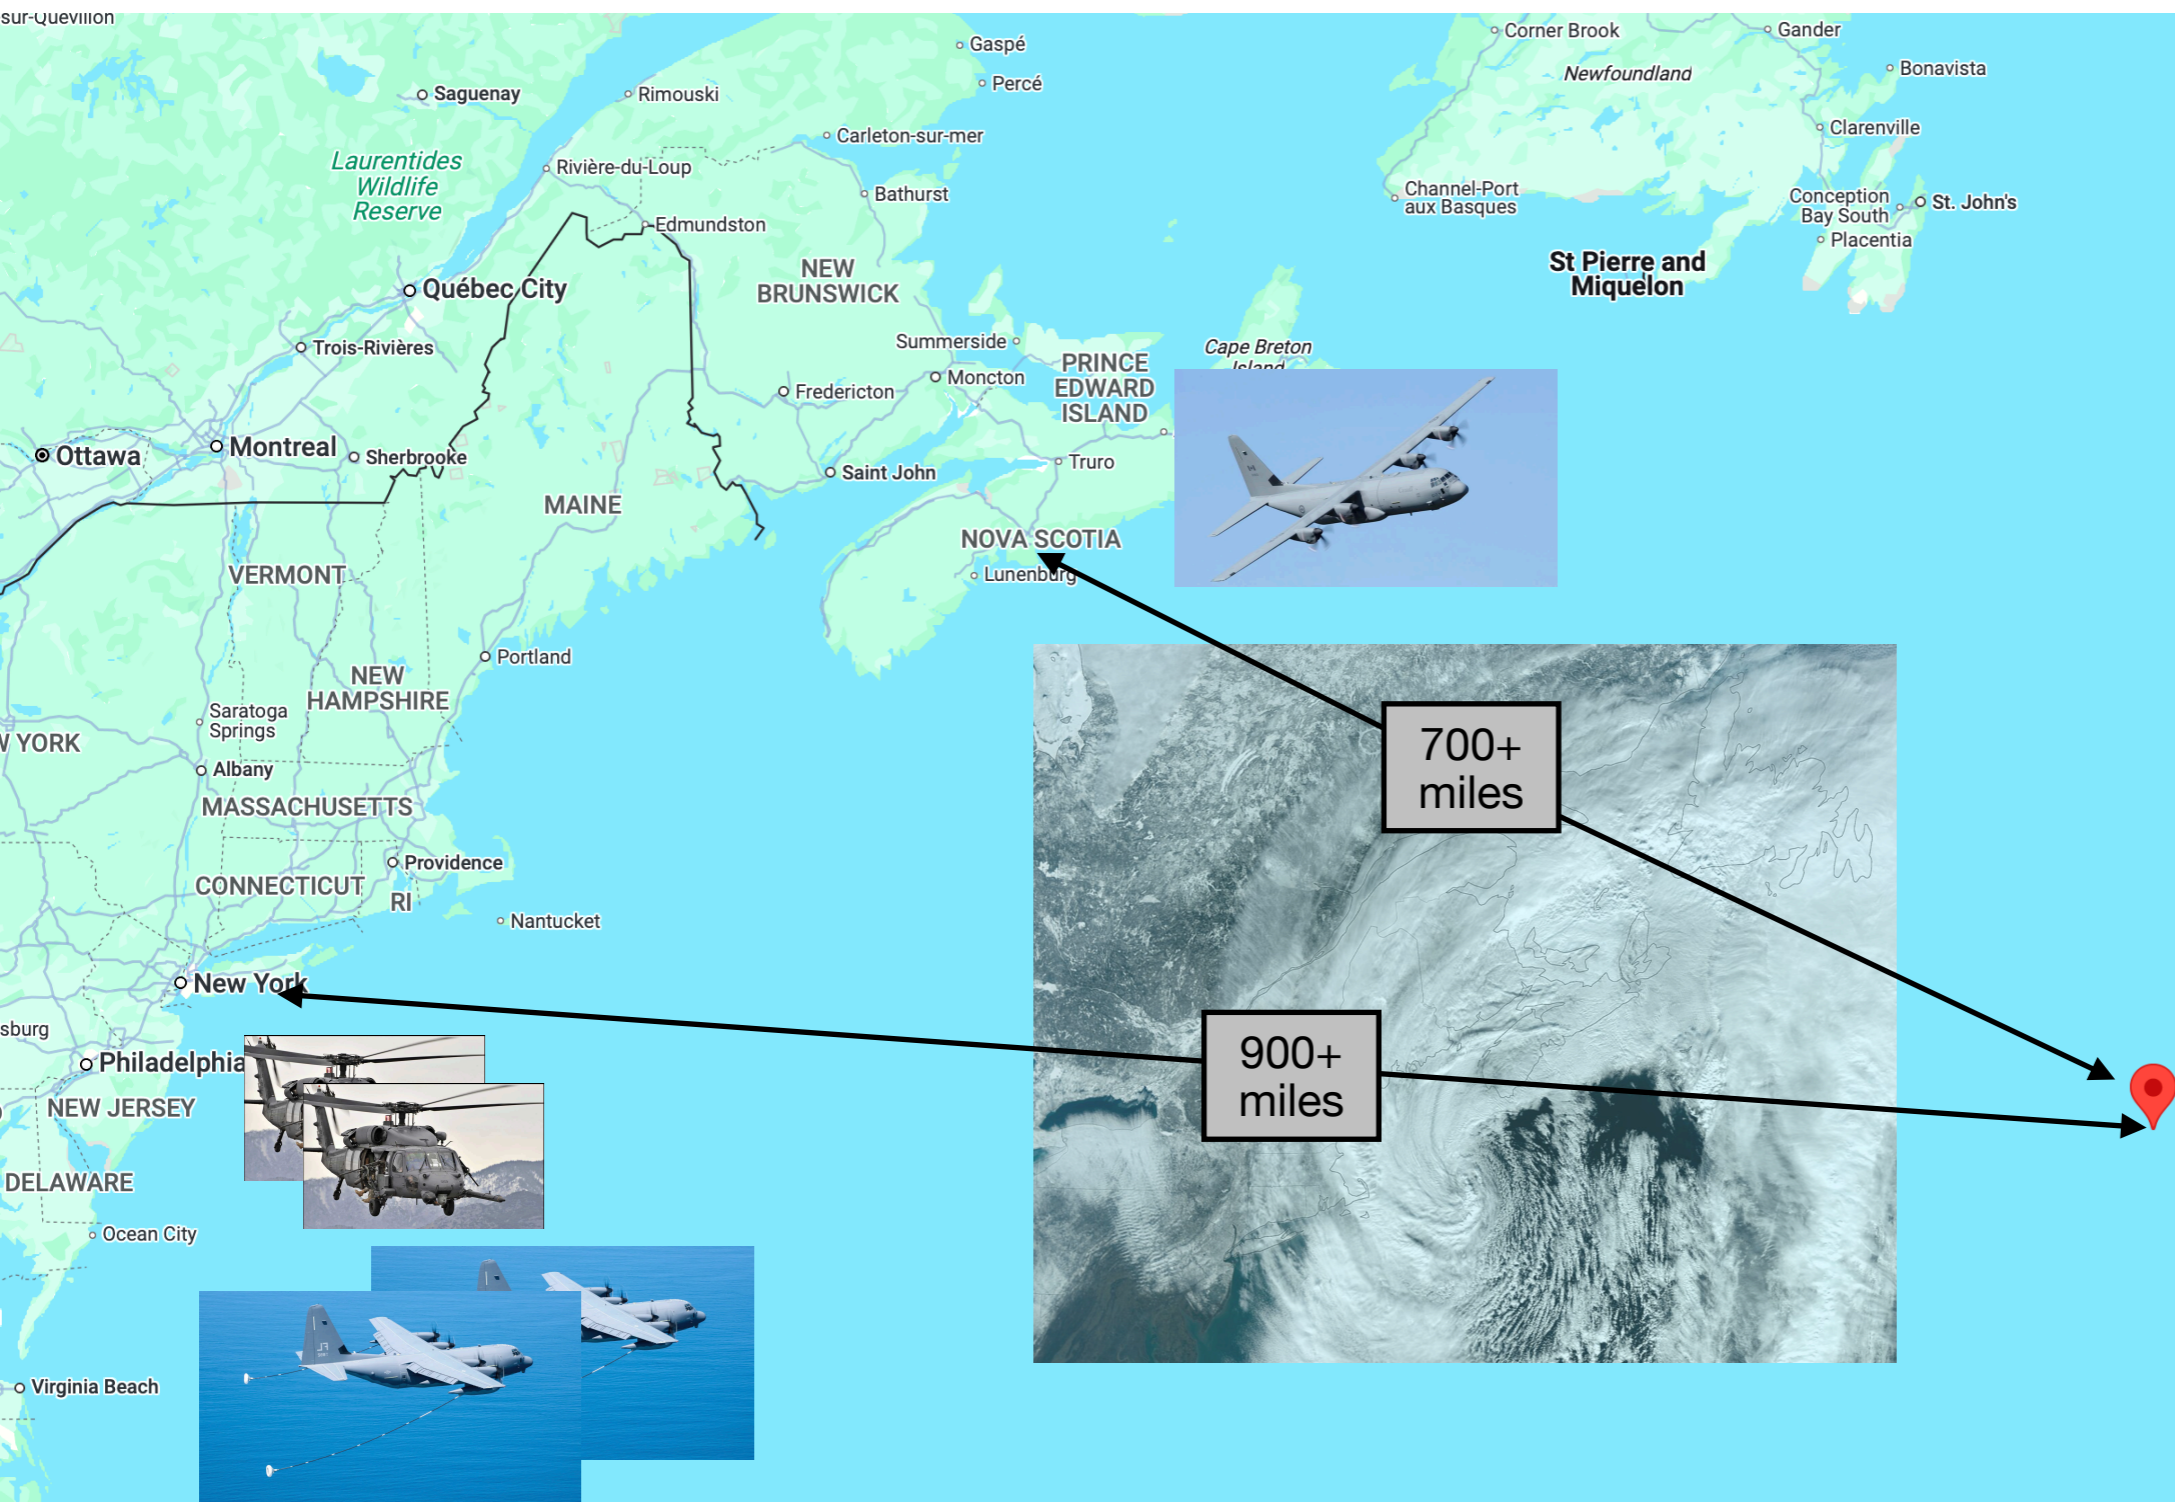 sur-Quevillon
Gaspé
Corner Brook
Gander
Newfoundland
Bonavista
Percé
Saguenay
Rimouski
Clarenville
Carleton-sur-mer
Laurentides
Wildlife
Reserve
Rivière-du-Loup
Bathurst
Channel-Port
aux Basques
Conception
Bay South
St. John's
Edmundston
Placentia
St Pierre and
Miquelon
NEW
BRUNSWICK
Québec City
Summerside
Cape Breton
Island
Trois-Rivières
PRINCE
EDWARD
ISLAND
Moncton
Fredericton
Montreal
Ottawa
Sherbrooke
Truro
Saint John
MAINE
NOVA SCOTIA
Lunenburg
VERMONT
Portland
NEW
HAMPSHIRE
Saratoga
Springs
W YORK
700+
miles
Albany
MASSACHUSETTS
Providence
CONNECTICUT
RI
Nantucket
New York
sburg
Philadelphia
900+
miles
NEW JERSEY
DELAWARE
Ocean City
Virginia Beach